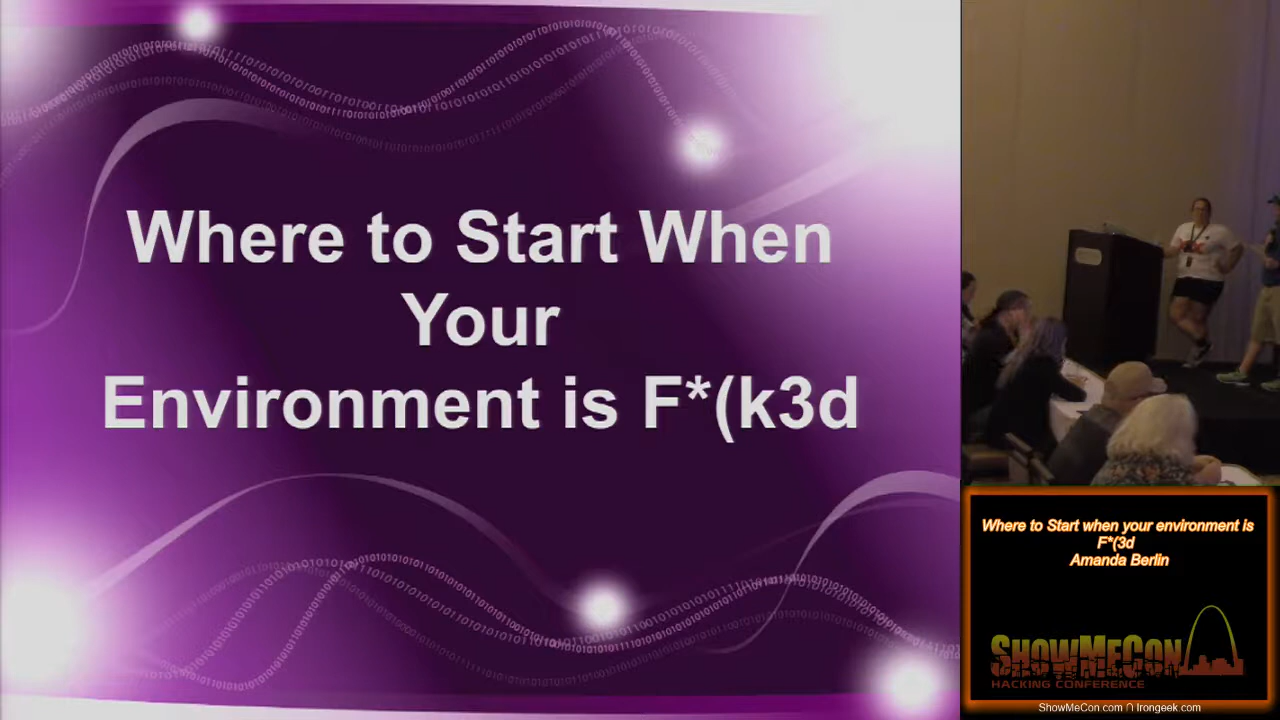 Where to Start When
Your
Environment is F*(k3d
Where to Start when your environment is
F*(3d
Amanda Berlin
ShowMeCon
HACKING CONFERENCE
ShowMeCon.com ∩ Irongeek.com